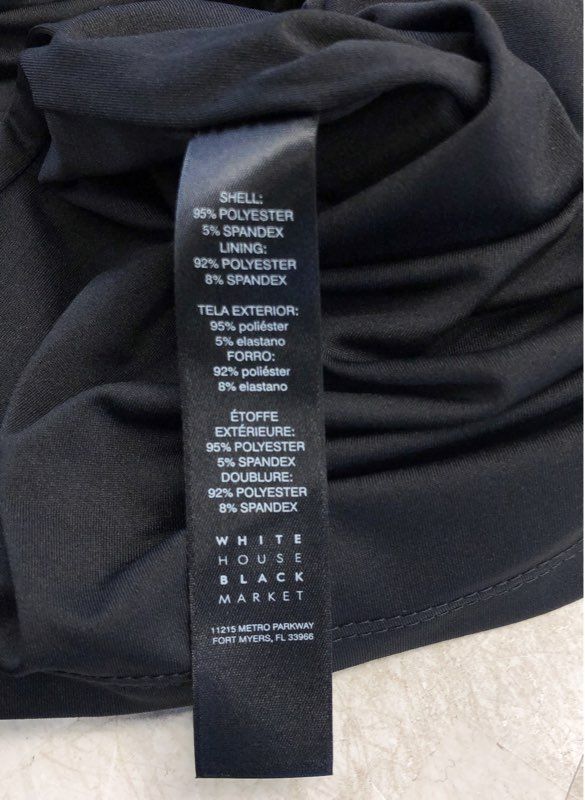 SHELL:
95% POLYESTER
5% SPANDEX
LINING:
92% POLYESTER
8% SPANDEX
TELA EXTERIOR:
95% poliéster
5% elastano
FORRO:
92% poliéster
8% elastano
ÉTOFFE
EXTÉRIEURE:
95% POLYESTER
5% SPANDEX
DOUBLURE:
92% POLYESTER
8% SPANDEX
WHITE
HOUSE
BLACK
MARKET
11215 METRO PARKWAY
FORT MYERS, FL 33966